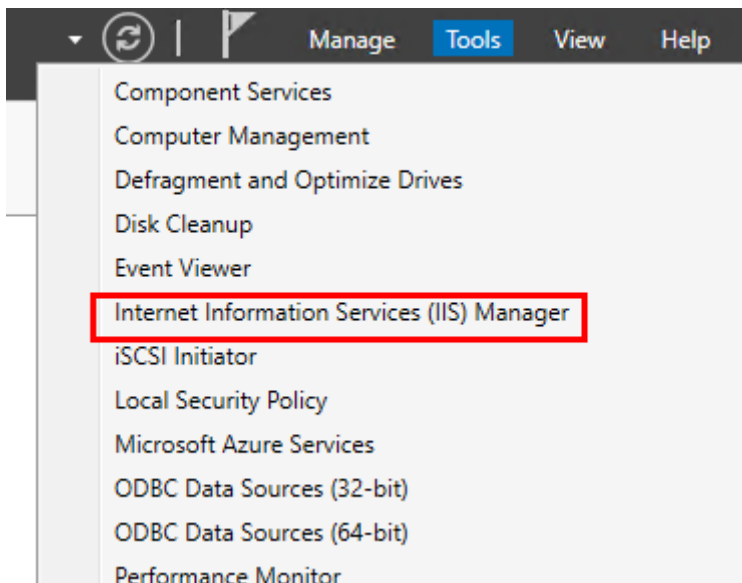 Manage Tools View Help
Component Services
Computer Management
Defragment and Optimize Drives
Disk Cleanup
Event Viewer
Internet Information Services (IIS) Manager
iSCSI Initiator
Local Security Policy
Microsoft Azure Services
ODBC Data Sources (32-bit)
ODBC Data Sources (64-bit)
Performance Monitor